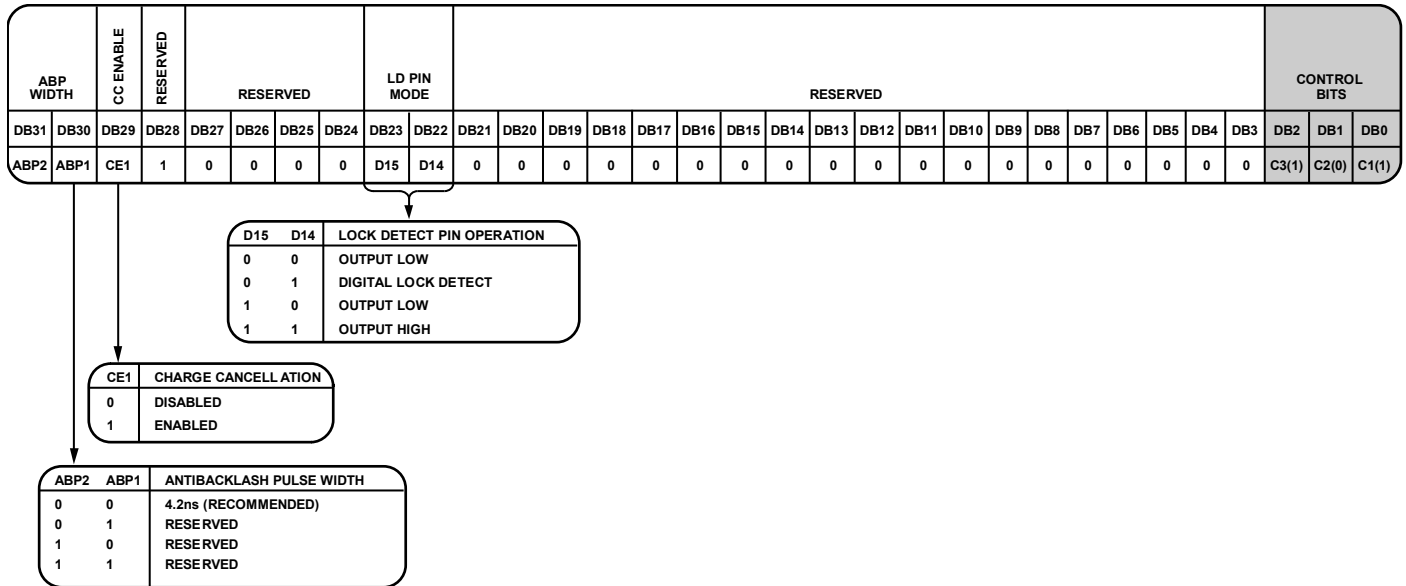 ABP WIDTH CC ENABLE RESERVED RESERVED LD PIN MODE RESERVED CONTROL BITS
DB31 DB30 DB29 DB28 DB27 DB26 DB25 DB24 DB23 DB22 DB21 DB20 DB19 DB18 DB17 DB16 DB15 DB14 DB13 DB12 DB11 DB10 DB9 DB8 DB7 DB6 DB5 DB4 DB3 DB2 DB1 DB0
ABP2 ABP1 CE1 1 0 0 0 0 D15 D14 0 0 0 0 0 0 0 0 0 0 0 0 0 0 0 0 0 0 0 C3(1) C2(0) C1(1)
D15 D14 LOCK DETECT PIN OPERATION
0 0 OUTPUT LOW
0 1 DIGITAL LOCK DETECT
1 0 OUTPUT LOW
1 1 OUTPUT HIGH
CE1 CHARGE CANCELLATION
0 DISABLED
1 ENABLED
ABP2 ABP1 ANTIBACKLASH PULSE WIDTH
0 0 4.2ns (RECOMMENDED)
0 1 RESERVED
1 0 RESERVED
1 1 RESERVED